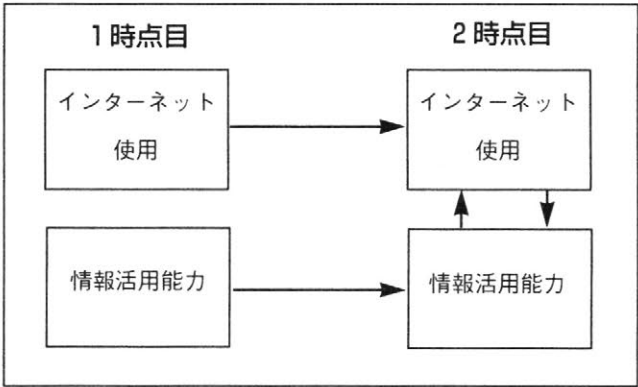 1時点目
2時点目
インターネット
使用
インターネット
使用
情報活用能力
情報活用能力